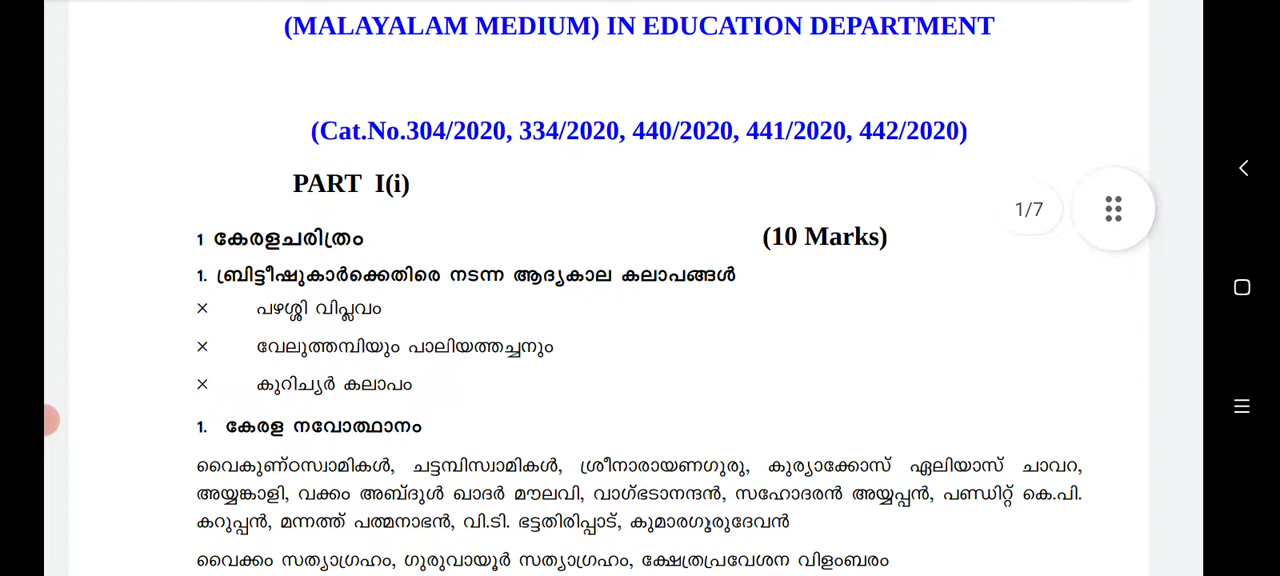 (MALAYALAM MEDIUM) IN EDUCATION DEPARTMENT
(Cat.No.304/2020, 334/2020, 440/2020, 441/2020, 442/2020)
PART I(i)
1/7
1 കേരളചരിത്രം (10 Marks)
1. ബ്രിട്ടീഷുകാർക്കെതിരെ നടന്ന ആദ്യകാല കലാപങ്ങൾ
× പഴശ്ശി വിപ്ലവം
× വേലുത്തമ്പിയും പാലിയത്തച്ചനും
× കുറിച്യർ കലാപം
1. കേരള നവോത്ഥാനം
വൈകുണ്ഠസ്വാമികൾ, ചട്ടമ്പിസ്വാമികൾ, ശ്രീനാരായണഗുരു, കുര്യാക്കോസ് ഏലിയാസ് ചാവറ,
അയ്യങ്കാളി, വക്കം അബ്ദുൾ ഖാദർ മൗലവി, വാഗ്ഭടാനന്ദൻ, സഹോദരൻ അയ്യപ്പൻ, പണ്ഡിറ്റ് കെ.പി.
കറുപ്പൻ, മന്നത്ത് പത്മനാഭൻ, വി.ടി. ഭട്ടതിരിപ്പാട്, കുമാരഗൂരുദേവൻ
വൈക്കം സത്യാഗ്രഹം, ഗുരുവായൂർ സത്യാഗ്രഹം, ക്ഷേത്രപ്രവേശന വിളംബരം